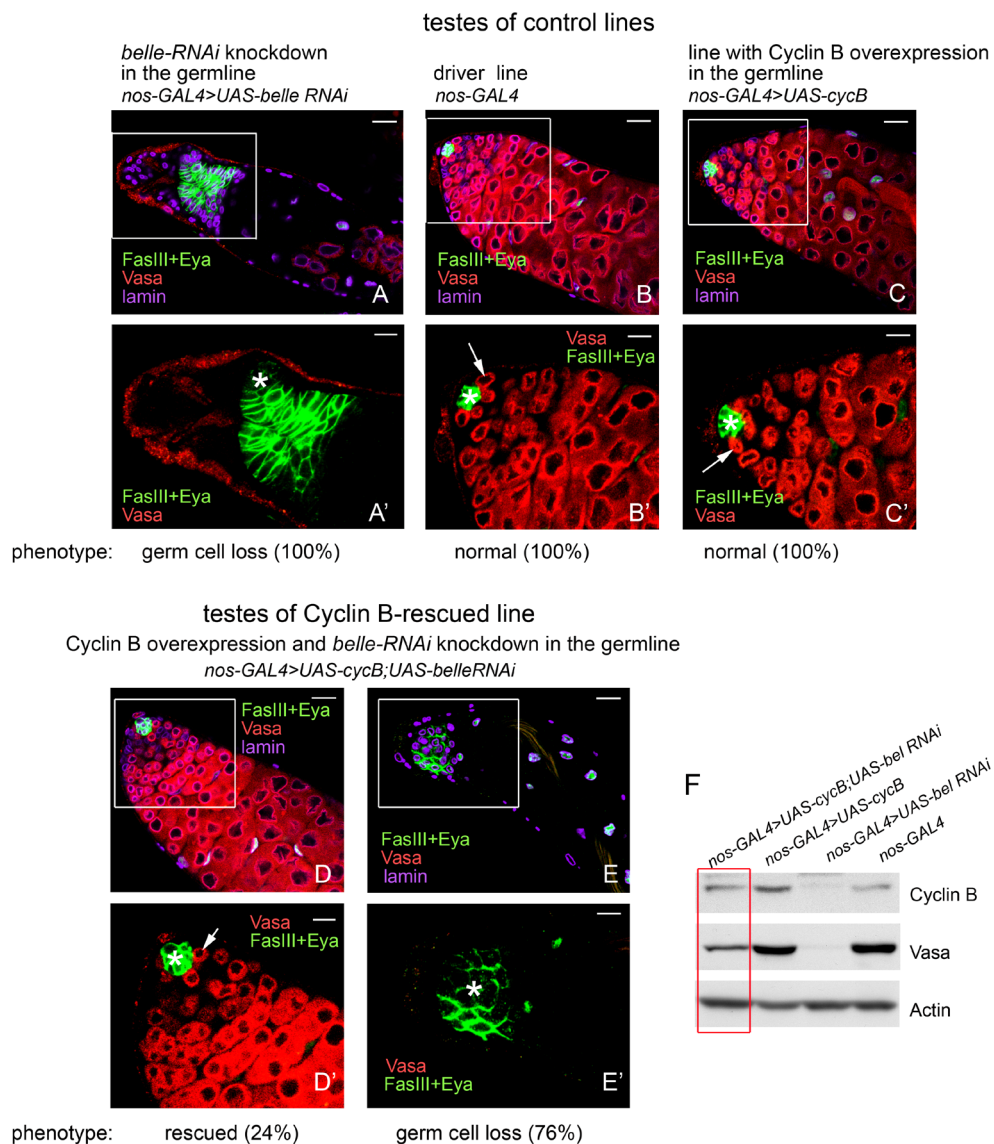 testes of control lines
belle-RNAi knockdown
in the germline
nos-GAL4>UAS-belle RNAi
driver line
nos-GAL4
line with Cyclin B overexpression
in the germline
nos-GAL4>UAS-cycB
FasIII+Eya
Vasa
lamin
A
FasIII+Eya
Vasa
lamin
B
FasIII+Eya
Vasa
lamin
C
*
FasIII+Eya
Vasa
A'
Vasa
FasIII+Eya
*
B'
*
FasIII+Eya
Vasa
C'
phenotype:
germ cell loss (100%)
normal (100%)
normal (100%)
testes of Cyclin B-rescued line
Cyclin B overexpression and belle-RNAi knockdown in the germline
nos-GAL4>UAS-cycB;UAS-belleRNAi
FasIII+Eya
Vasa
lamin
D
FasIII+Eya
Vasa
lamin
E
Vasa
FasIII+Eya
*
D'
*
Vasa
FasIII+Eya
E'
phenotype:
rescued (24%)
germ cell loss (76%)
F
nos-GAL4>UAS-cycB;UAS-bel RNAi
nos-GAL4>UAS-cycB
nos-GAL4>UAS-bel RNAi
nos-GAL4
Cyclin B
Vasa
Actin